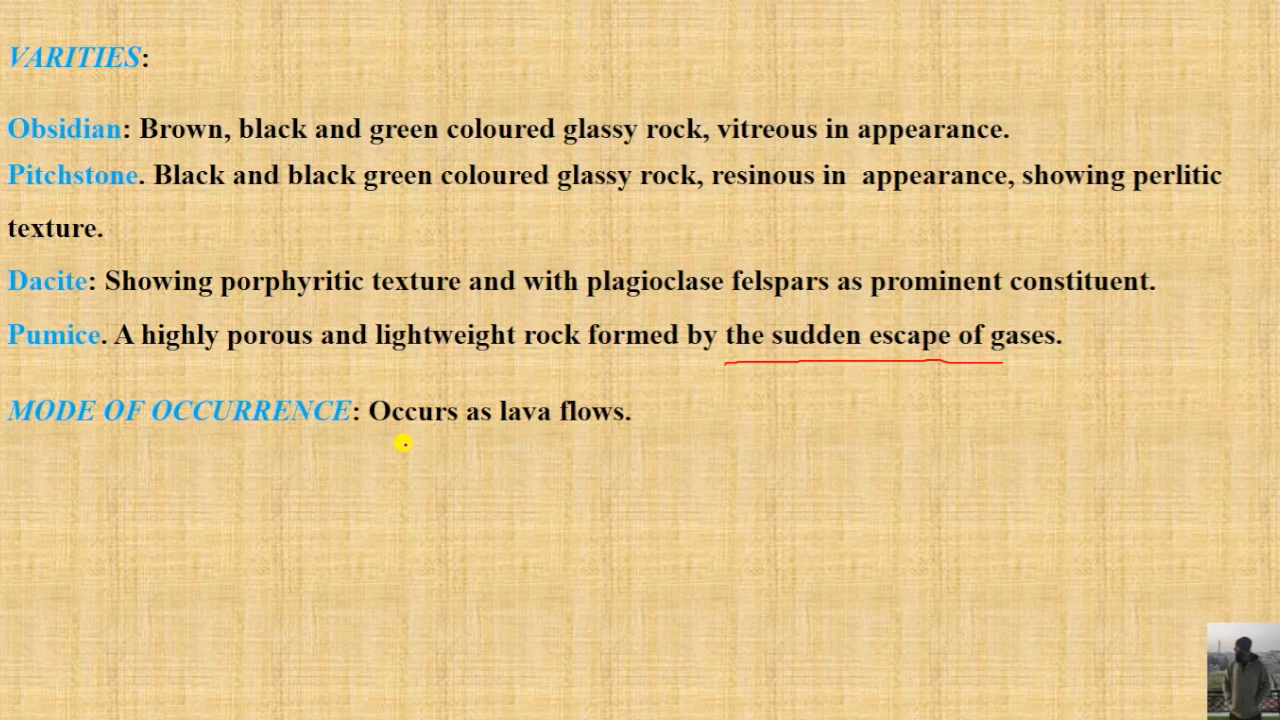 VARITIES:
Obsidian: Brown, black and green coloured glassy rock, vitreous in appearance.
Pitchstone. Black and black green coloured glassy rock, resinous in appearance, showing perlitic
texture.
Dacite: Showing porphyritic texture and with plagioclase felspars as prominent constituent.
Pumice. A highly porous and lightweight rock formed by the sudden escape of gases.
MODE OF OCCURRENCE: Occurs as lava flows.